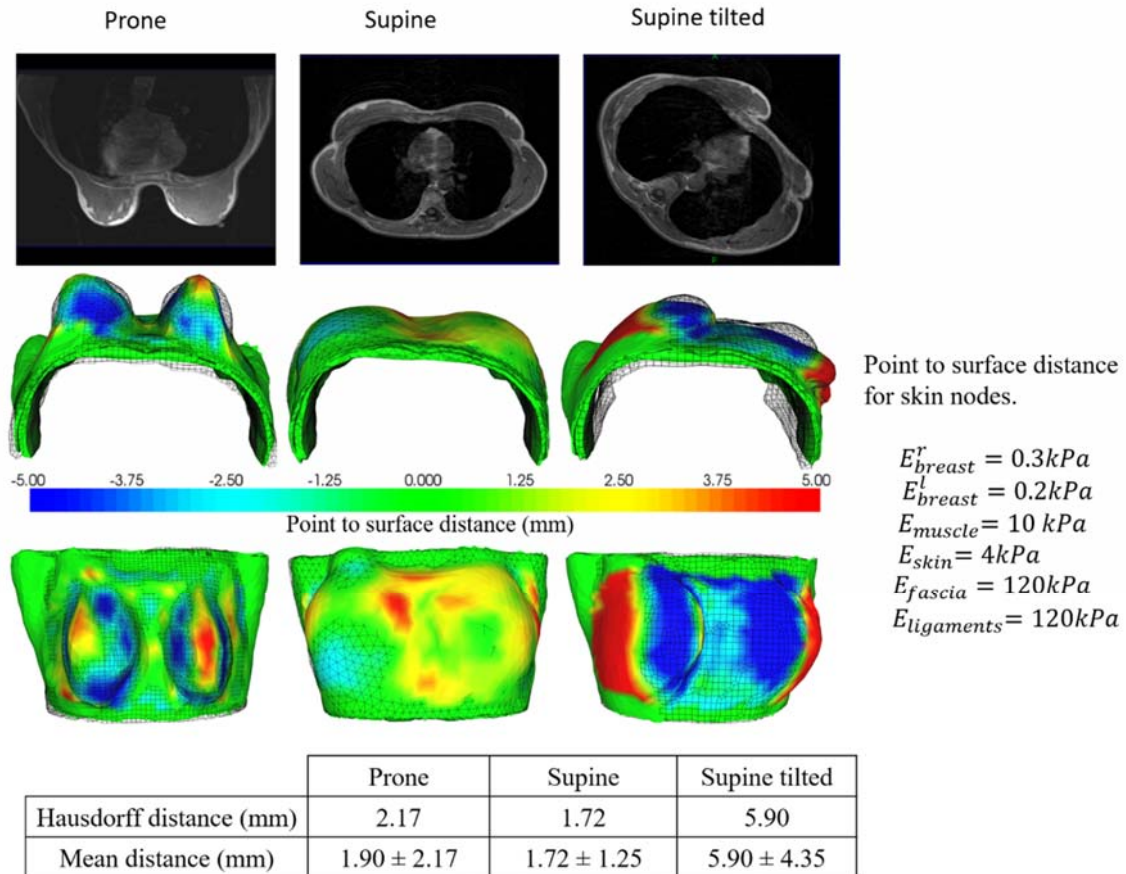 Prone Supine Supine tilted
A
F
Point to surface distance
for skin nodes.
-5.00 -3.75 -2.50 -1.25 0.000 1.25 2.50 3.75 5.00
Point to surface distance (mm)
E^r_breast = 0.3kPa
E^l_breast = 0.2kPa
E_muscle= 10 kPa
E_skin= 4kPa
E_fascia = 120kPa
E_ligaments= 120kPa
Prone Supine Supine tilted
Hausdorff distance (mm) 2.17 1.72 5.90
Mean distance (mm) 1.90 ± 2.17 1.72 ± 1.25 5.90 ± 4.35